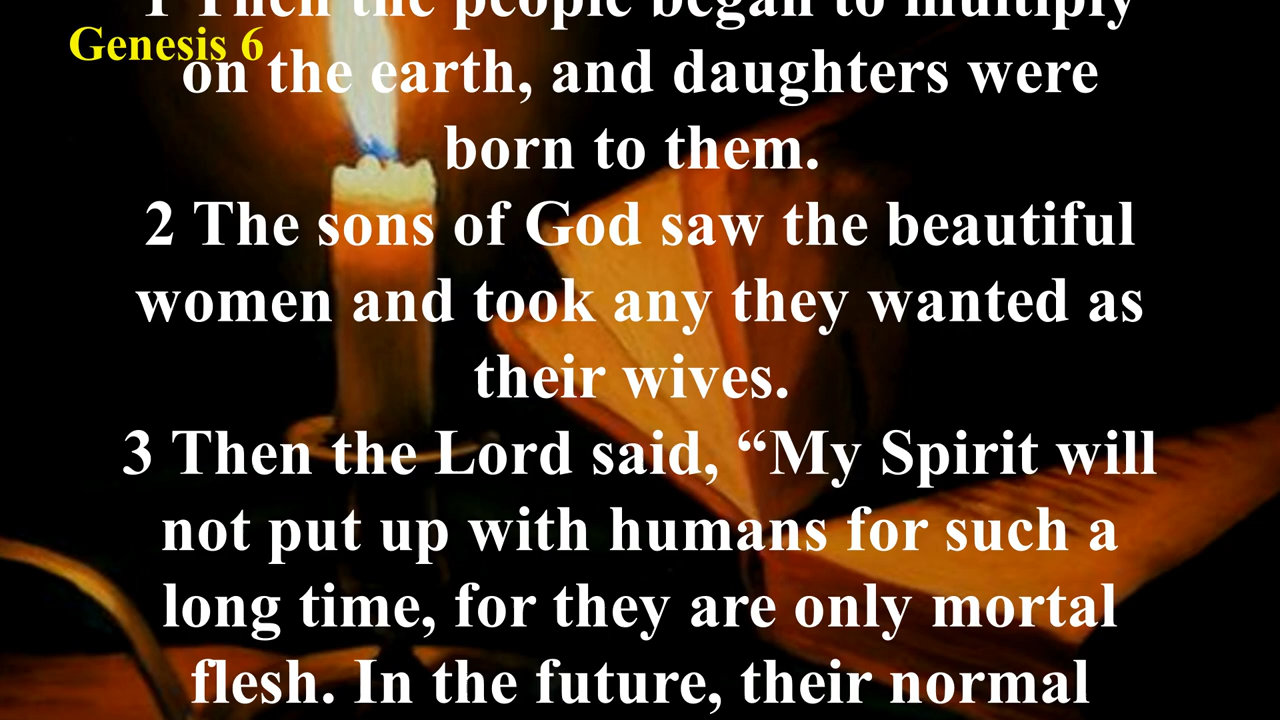 1 Then the people began to multiply
Genesis 6
on the earth, and daughters were
born to them.
2 The sons of God saw the beautiful
women and took any they wanted as
their wives.
3 Then the Lord said, “My Spirit will
not put up with humans for such a
long time, for they are only mortal
flesh. In the future, their normal